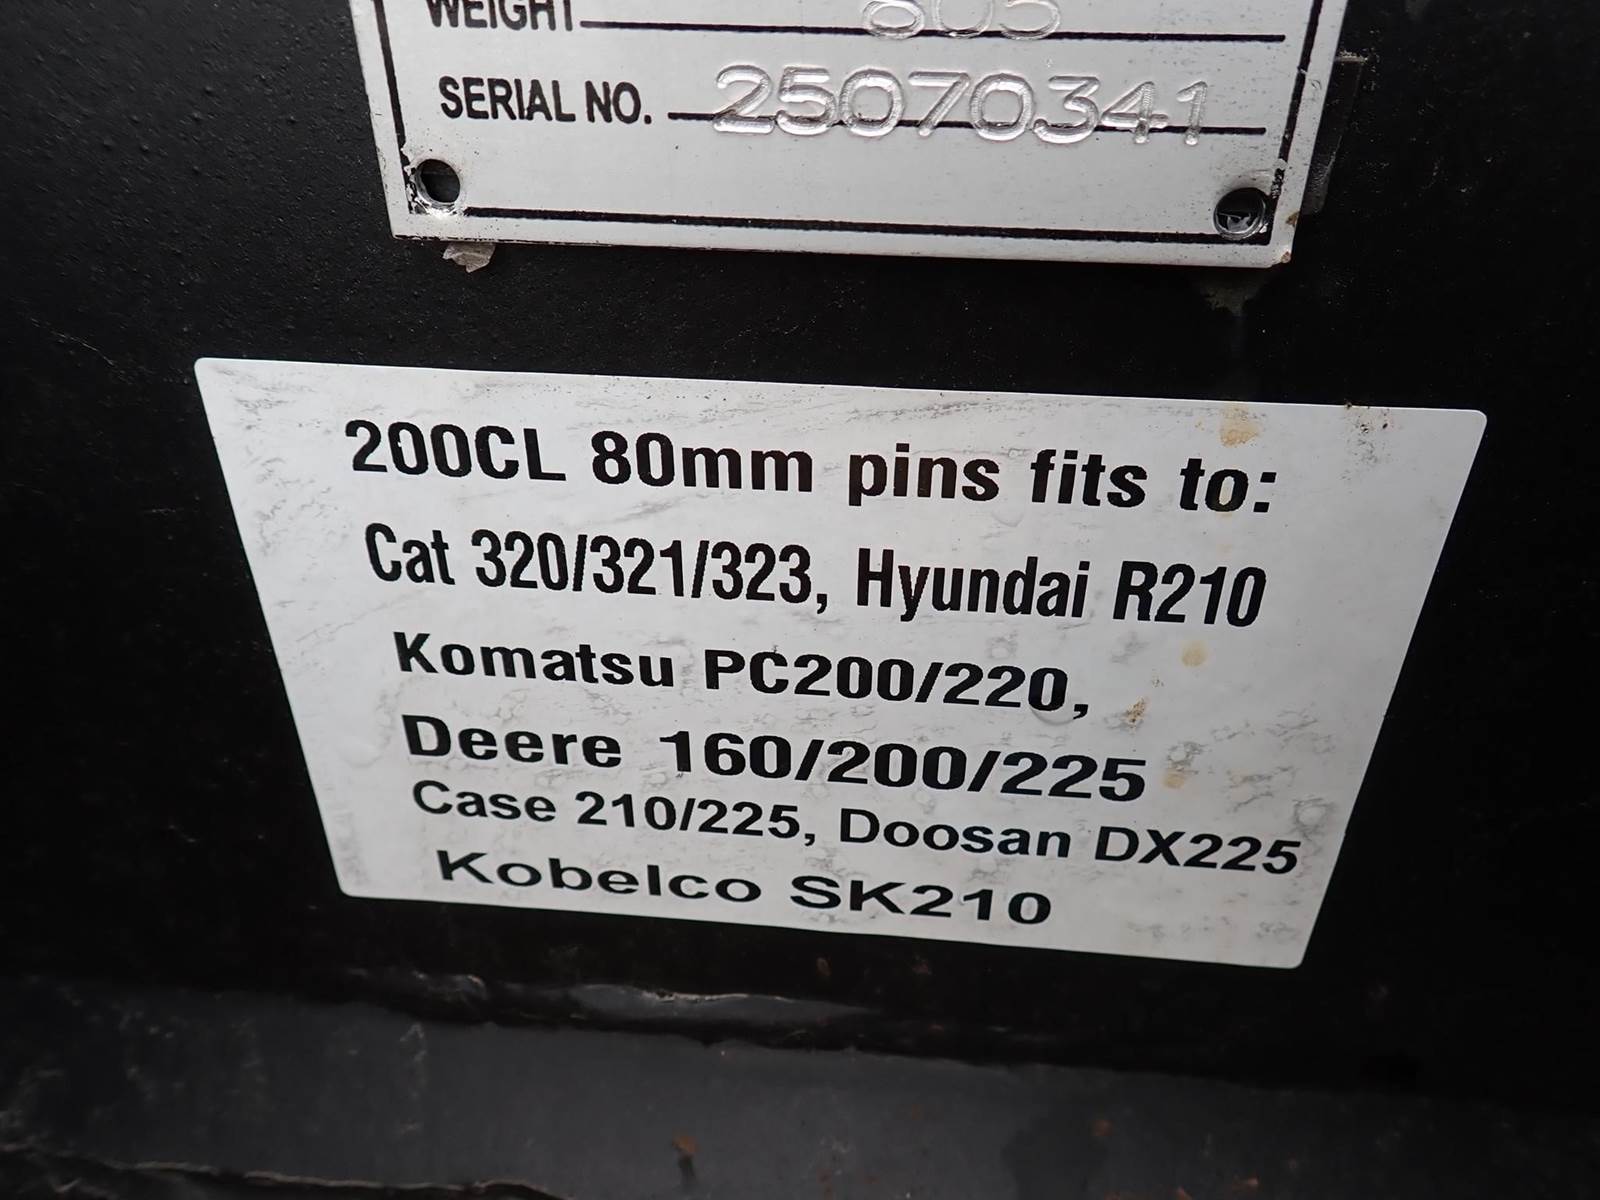 WEIGHT 805
SERIAL NO. 25070341
200CL 80mm pins fits to:
Cat 320/321/323, Hyundai R210
Komatsu PC200/220,
Deere 160/200/225
Case 210/225, Doosan DX225
Kobelco SK210